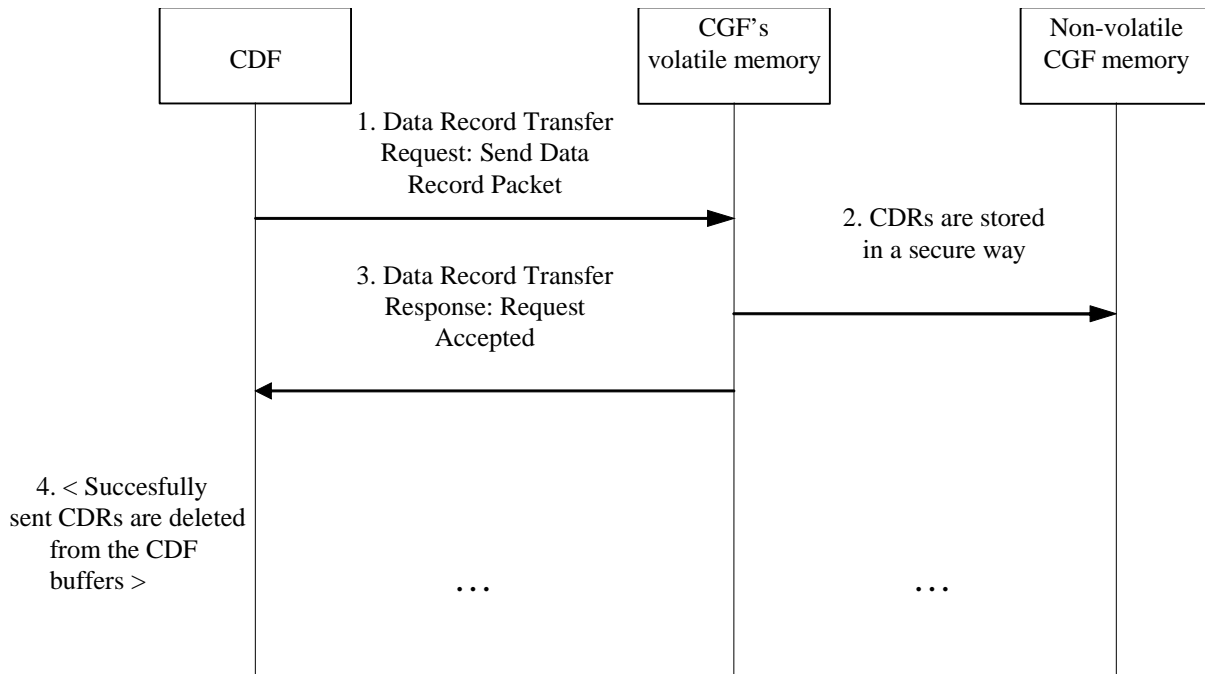 CDF
CGF’s
volatile memory
Non-volatile
CGF memory
1. Data Record Transfer
Request: Send Data
Record Packet
2. CDRs are stored
in a secure way
3. Data Record Transfer
Response: Request
Accepted
4. < Succesfully
sent CDRs are deleted
from the CDF
buffers >
…
…